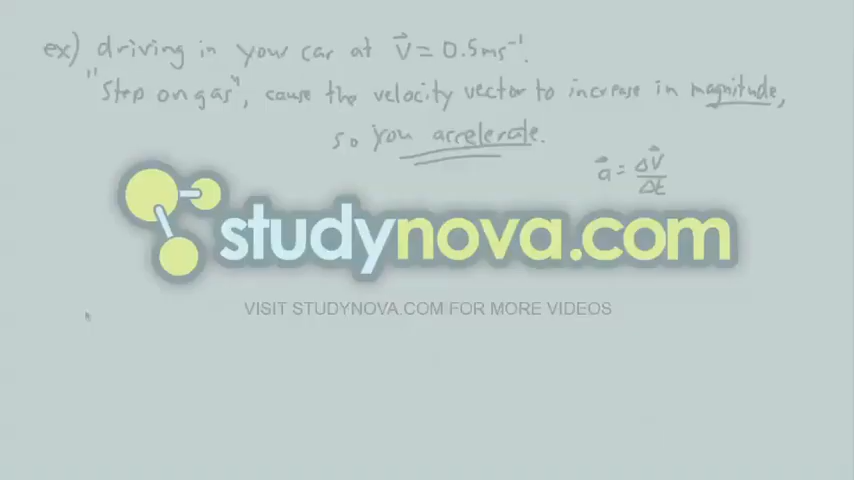 ex) driving in your car at v⃗ = 0.5ms⁻¹.
"Step on gas", cause the velocity vector to increase in magnitude,
so you accelerate.
a⃗ = Δv⃗/Δt
studynova.com
VISIT STUDYNOVA.COM FOR MORE VIDEOS